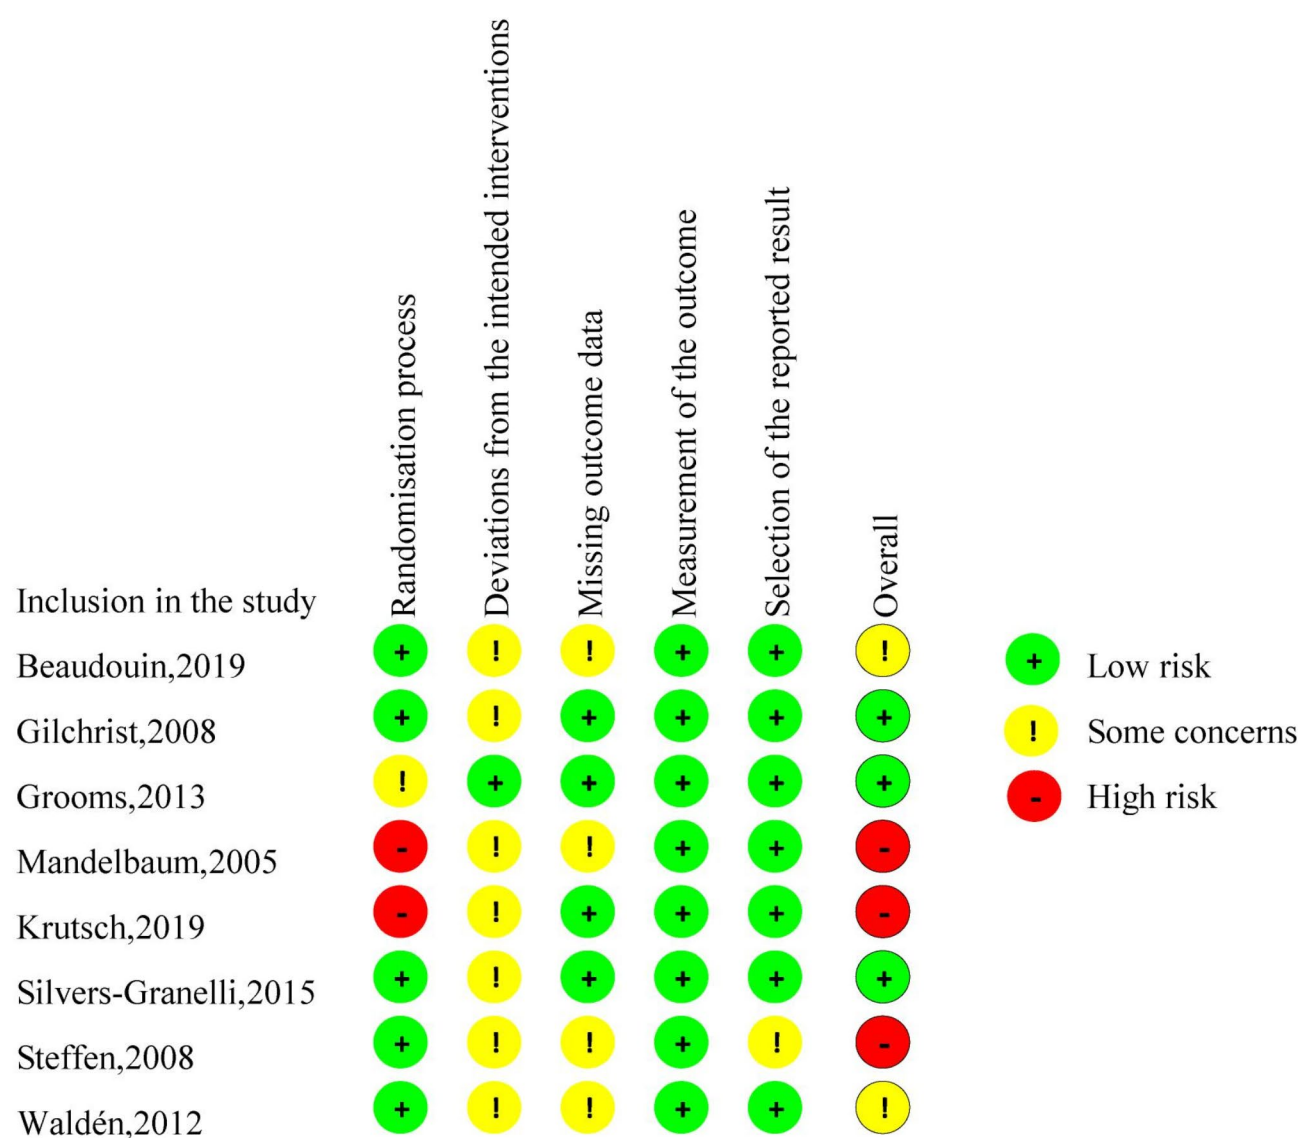 Randomisation process
Deviations from the intended interventions
Missing outcome data
Measurement of the outcome
Selection of the reported result
Overall
Inclusion in the study
Beaudouin,2019 + ! ! + + !
Gilchrist,2008 + ! + + + +
Grooms,2013 ! + + + + +
Mandelbaum,2005 - ! ! + + -
Krutsch,2019 - ! + + + -
Silvers-Granelli,2015 + ! + + + +
Steffen,2008 + ! ! + ! -
Waldén,2012 + ! ! + + !
+ Low risk
! Some concerns
- High risk